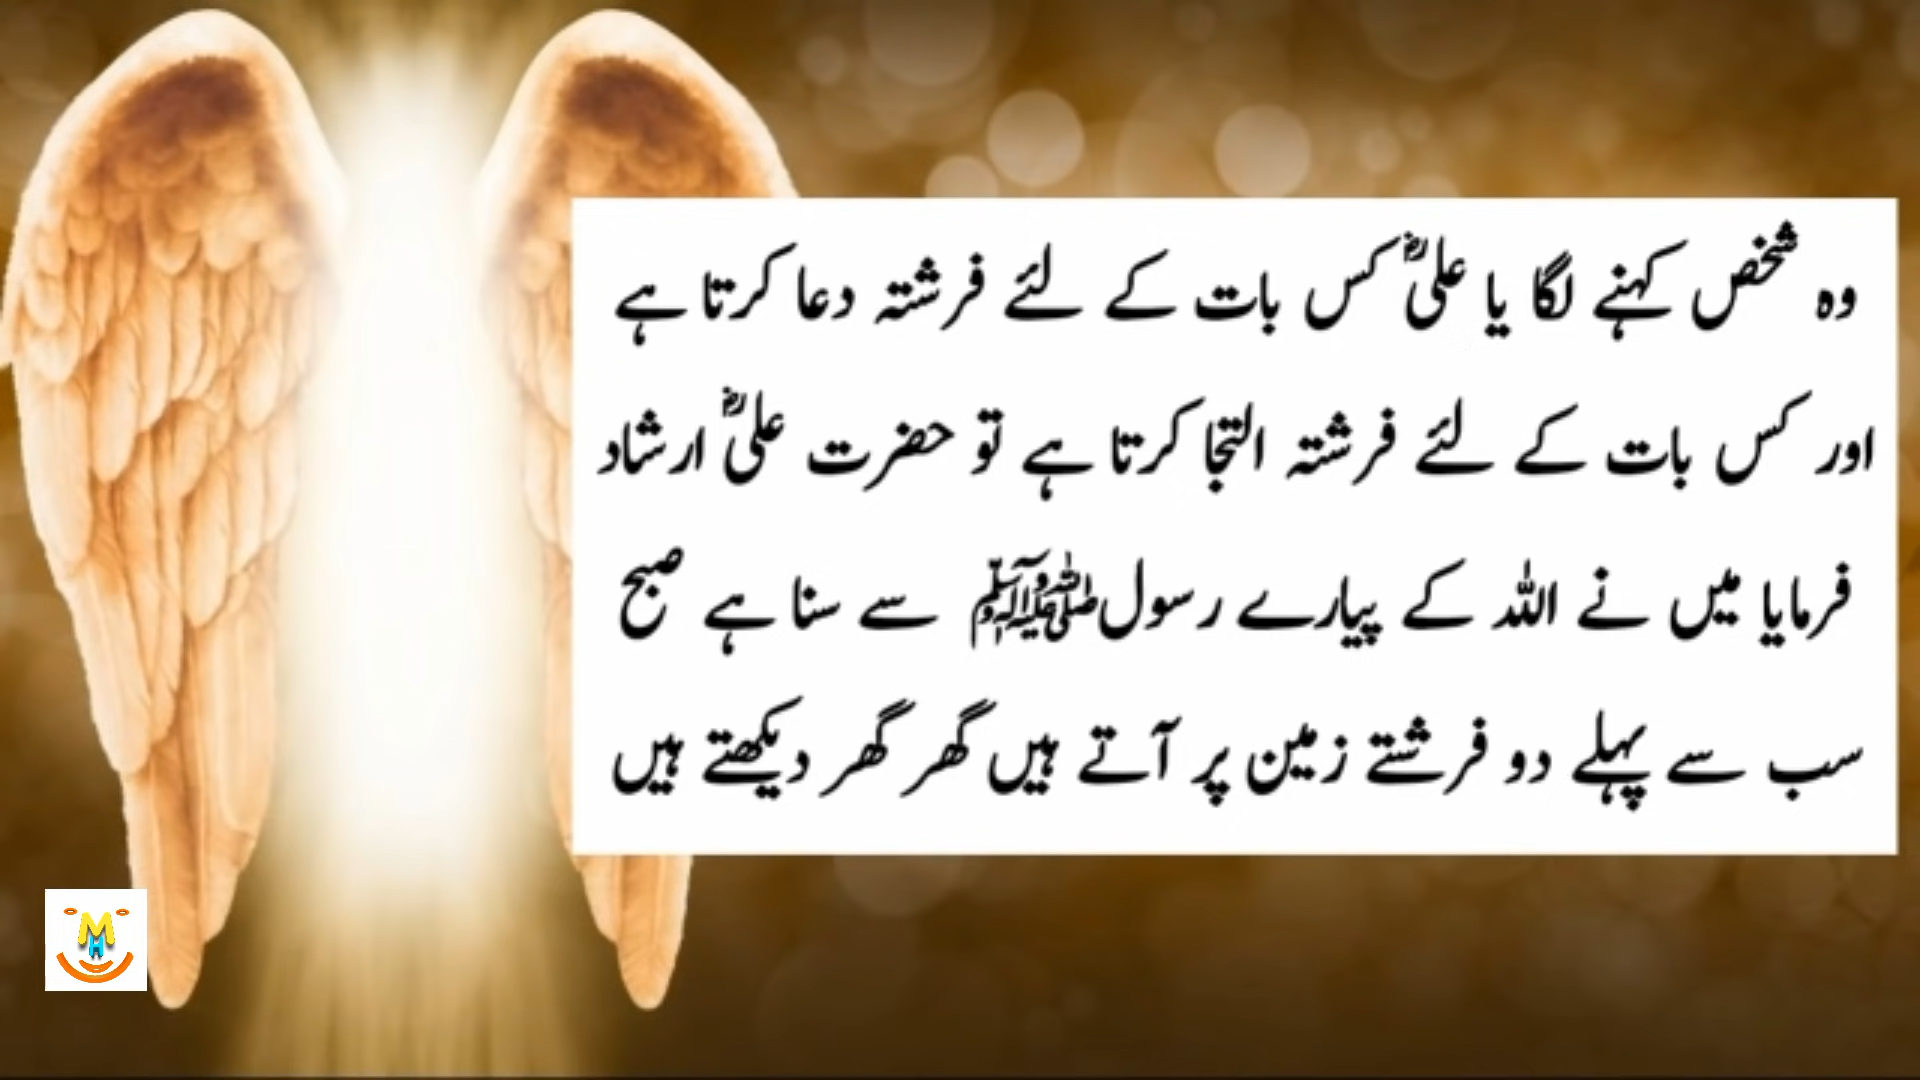 وہ شخص کہنے لگا یا علیؓ کس بات کے لئے فرشتہ دعا کرتا ہے
اور کس بات کے لئے فرشتہ التجا کرتا ہے تو حضرت علیؓ ارشاد
فرمایا میں نے اللہ کے پیارے رسولﷺ سے سنا ہے صبح
سب سے پہلے دو فرشتے زمین پر آتے ہیں گھر گھر دیکھتے ہیں
MH